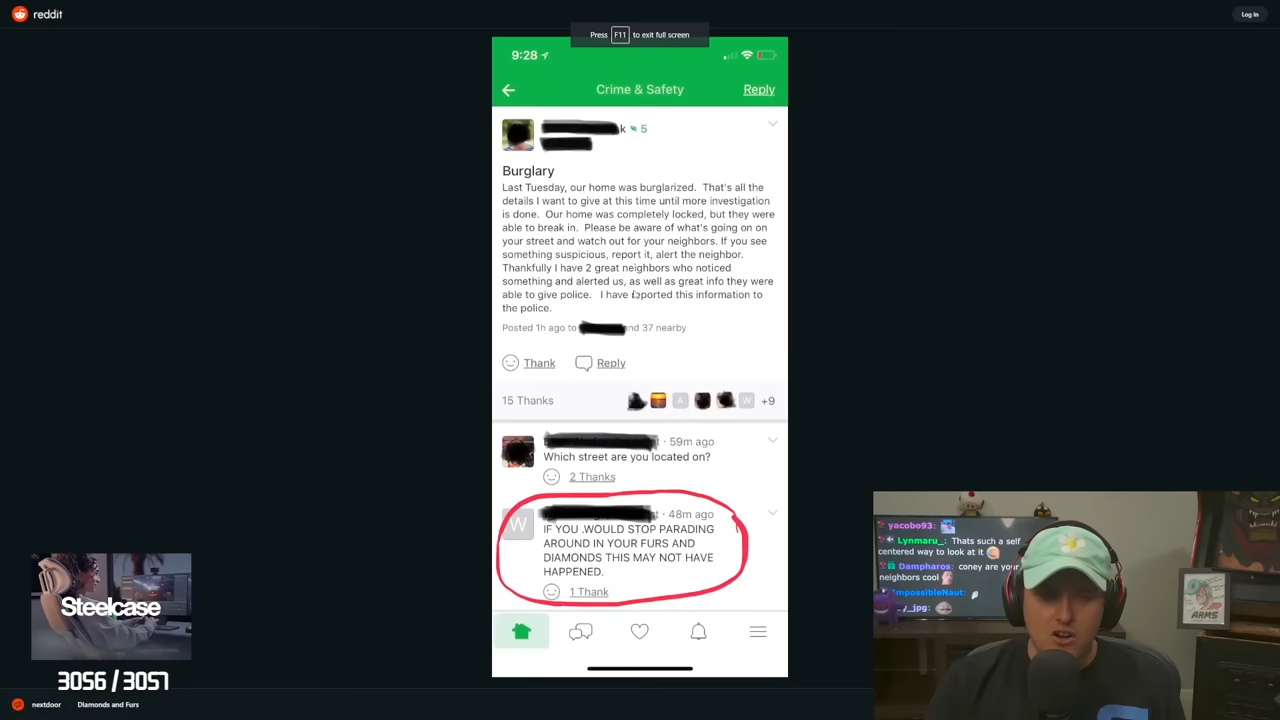 reddit
Log in
Press F11 to exit full screen
9:28
Crime & Safety
Reply
k 5
Burglary
Last Tuesday, our home was burglarized. That's all the
details I want to give at this time until more investigation
is done. Our home was completely locked, but they were
able to break in. Please be aware of what's going on on
your street and watch out for your neighbors. If you see
something suspicious, report it, alert the neighbor.
Thankfully I have 2 great neighbors who noticed
something and alerted us, as well as great info they were
able to give police. I have reported this information to
the police.
Posted 1h ago to and 37 nearby
Thank
Reply
15 Thanks
A
W
+9
t · 59m ago
Which street are you located on?
2 Thanks
W
st · 48m ago
IF YOU WOULD STOP PARADING
AROUND IN YOUR FURS AND
DIAMONDS THIS MAY NOT HAVE
HAPPENED.
1 Thank
yacobo93:
Lynmaru_: Thats such a self
centered way to look at it
Dampharos: coney are your
neighbors cool
mpossibleNaut:
ARMS
Steelcase
3056 / 3057
nextdoor
Diamonds and Furs